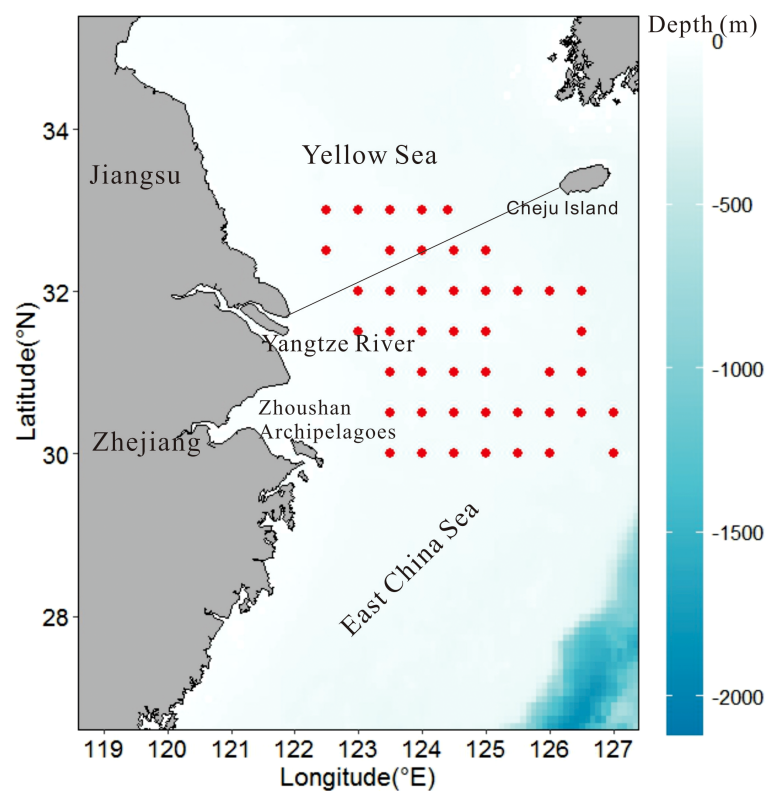 Depth (m)
0
34
Yellow Sea
Jiangsu
Cheju Island
-500
32
Yangtze River
-1000
Latitude(°N)
Zhoushan
Archipelagoes
Zhejiang
30
-1500
East China Sea
28
-2000
119 120 121 122 123 124 125 126 127
Longitude(°E)